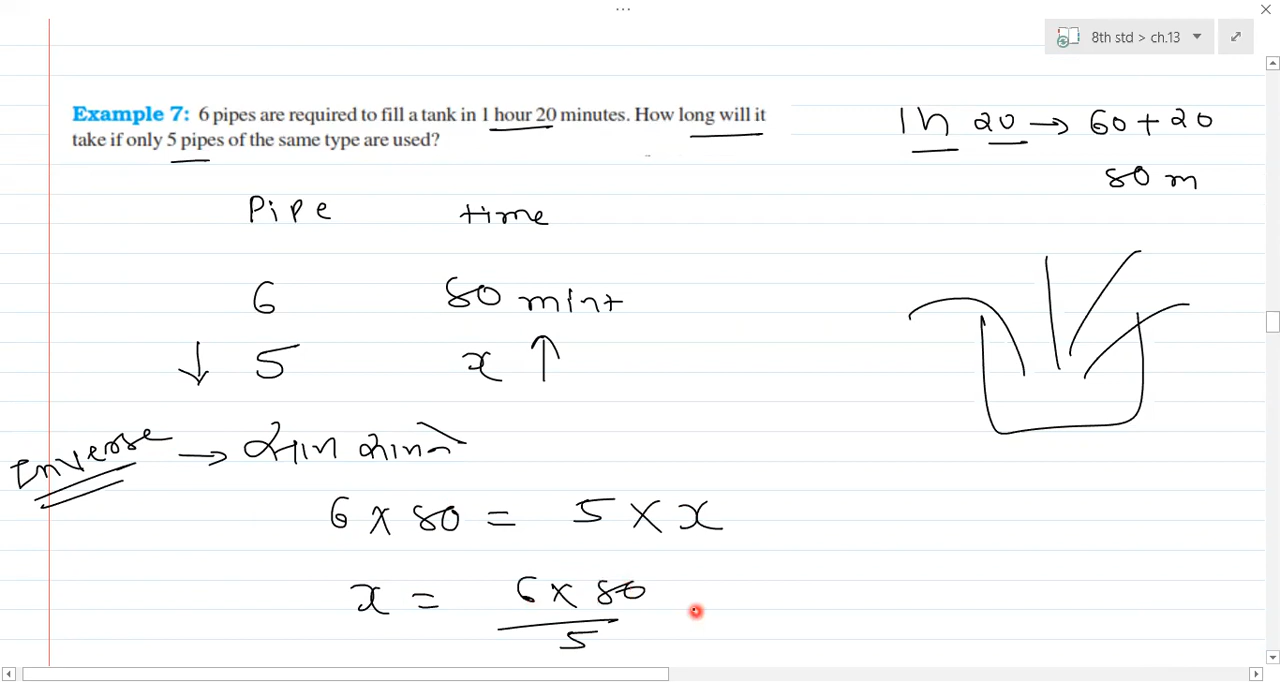 8th std > ch.13
Example 7: 6 pipes are required to fill a tank in 1 hour 20 minutes. How long will it
take if only 5 pipes of the same type are used?
1h 20 → 60 + 20
80 m
Pipe time
6 80 mint
↓ 5 x ↑
Enverse →
6 x 80 = 5 x x
x = 6 x 80
5